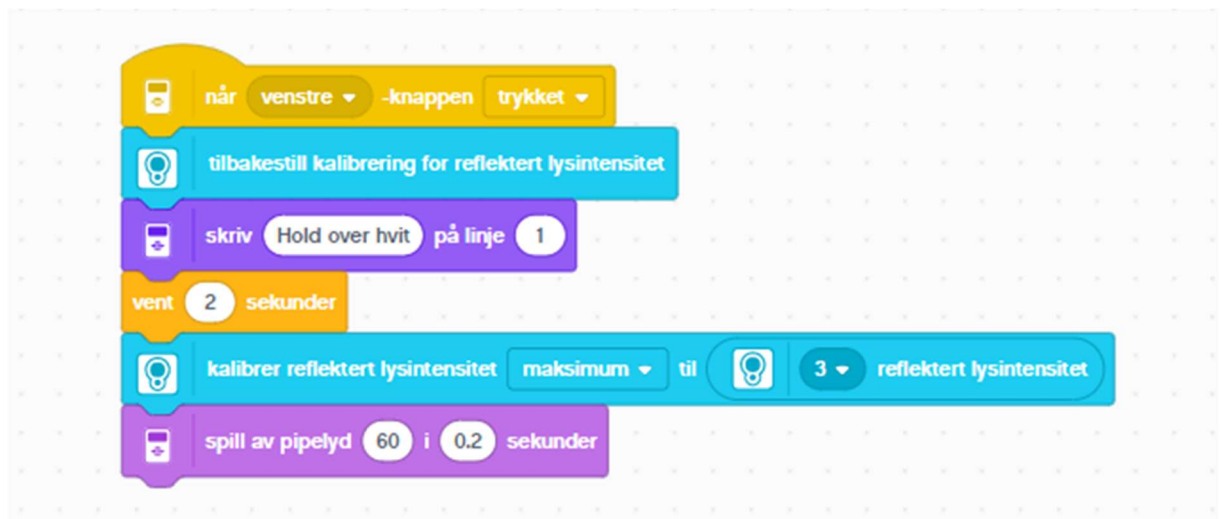 når venstre -knappen trykket
tilbakestill kalibrering for reflektert lysintensitet
skriv Hold over hvit på linje 1
vent 2 sekunder
kalibrer reflektert lysintensitet maksimum til 3 reflektert lysintensitet
spill av pipelyd 60 i 0.2 sekunder